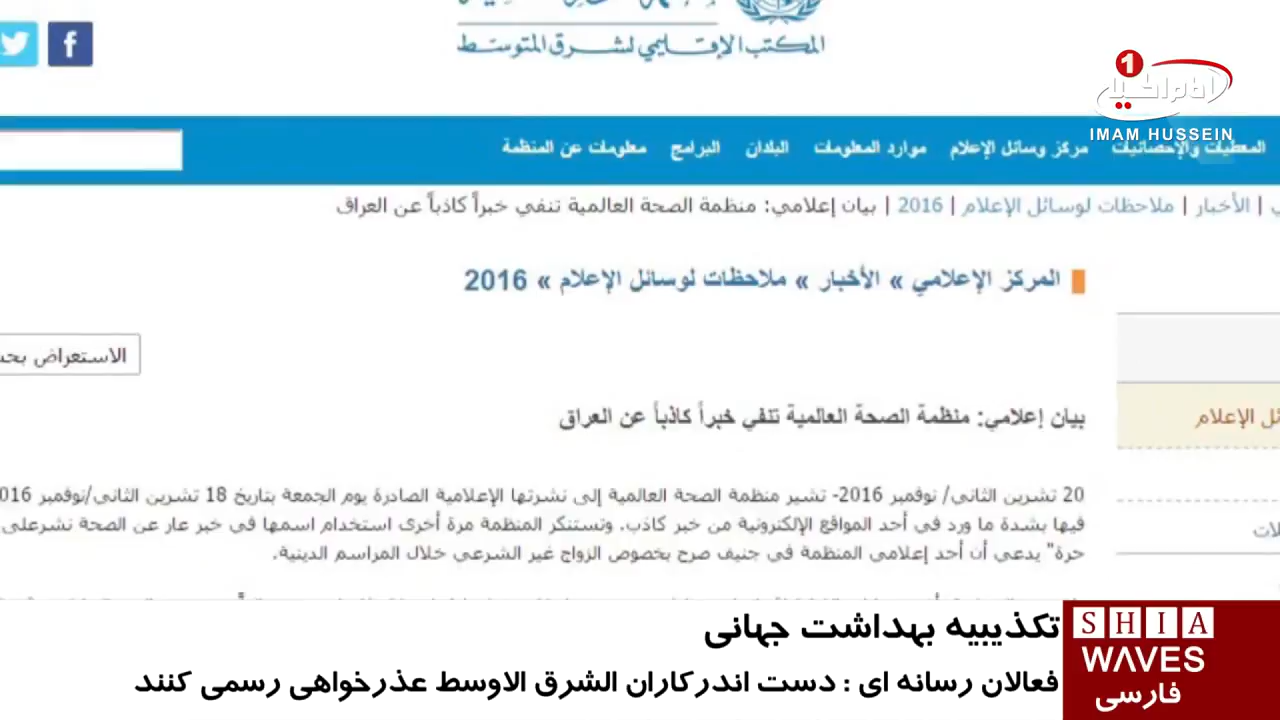 المكتب الإقليمي لشرق المتوسط
1
IMAM HUSSEIN
المعطيات والإحصائيات مركز وسائل الإعلام موارد المعلومات البلدان البرامج معلومات عن المنظمة
| الأخبار | ملاحظات لوسائل الإعلام | 2016 | بيان إعلامي: منظمة الصحة العالمية تنفي خبراً كاذباً عن العراق
المركز الإعلامي » الأخبار » ملاحظات لوسائل الإعلام » 2016
الاستعراض
الإعلام
بيان إعلامي: منظمة الصحة العالمية تنفي خبراً كاذباً عن العراق
20 تشرين الثاني/ نوفمبر 2016- تشير منظمة الصحة العالمية إلى نشرتها الإعلامية الصادرة يوم الجمعة بتاريخ 18 تشرين الثاني/نوفمبر
فيها بشدة ما ورد في أحد المواقع الإلكترونية من خبر كاذب. وتستنكر المنظمة مرة أخرى استخدام اسمها في خبر عار عن الصحة نشرعلى
حرة" يدعي أن أحد إعلامي المنظمة في جنيف صرح بخصوص الزواج غير الشرعي خلال المراسم الدينية.
تکذیبیه بهداشت جهانی
فعالان رسانه ای : دست اندرکاران الشرق الاوسط عذرخواهی رسمی کنند
SHIA
WAVES
فارسی